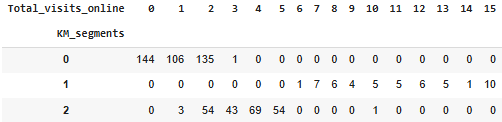 Total_visits_online 0 1 2 3 4 5 6 7 8 9 10 11 12 13 14 15
KM_segments
0 144 106 135 1 0 0 0 0 0 0 0 0 0 0 0 0
1 0 0 0 0 0 0 1 7 6 4 5 5 6 5 1 10
2 0 3 54 43 69 54 0 0 0 0 1 0 0 0 0 0